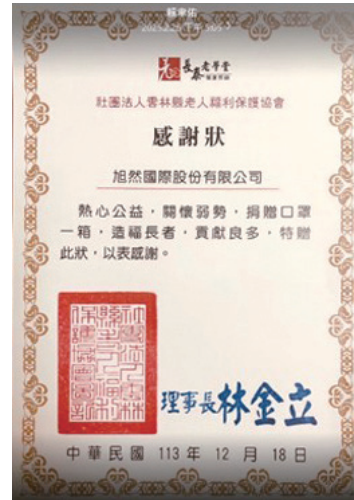 賴聿佑
長泰老學堂
社團法人雲林縣老人福利保護協會
感謝狀
旭然國際股份有限公司
熱心公益，關懷弱勢，捐贈口罩
一箱，造福長者，貢獻良多，特贈
此狀，以表感謝。
理事長林金立
中華民國 113 年 12 月 18 日